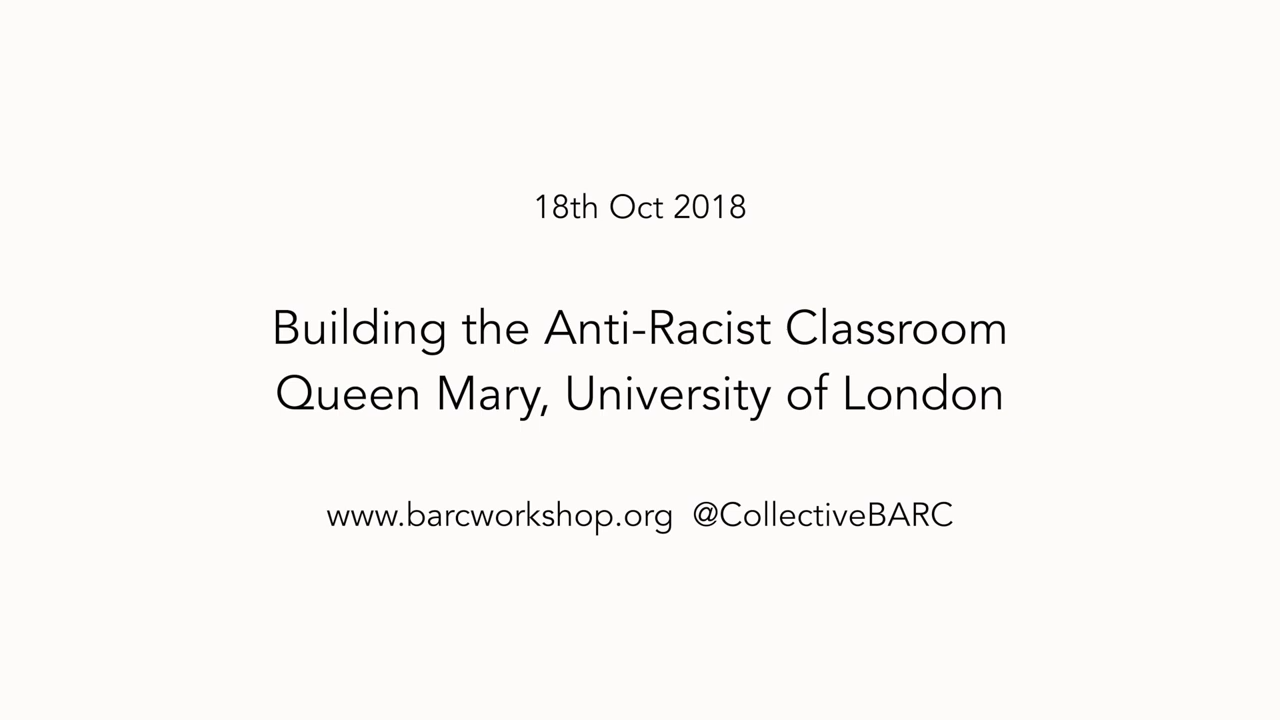 18th Oct 2018
Building the Anti-Racist Classroom
Queen Mary, University of London
www.barcworkshop.org @CollectiveBARC